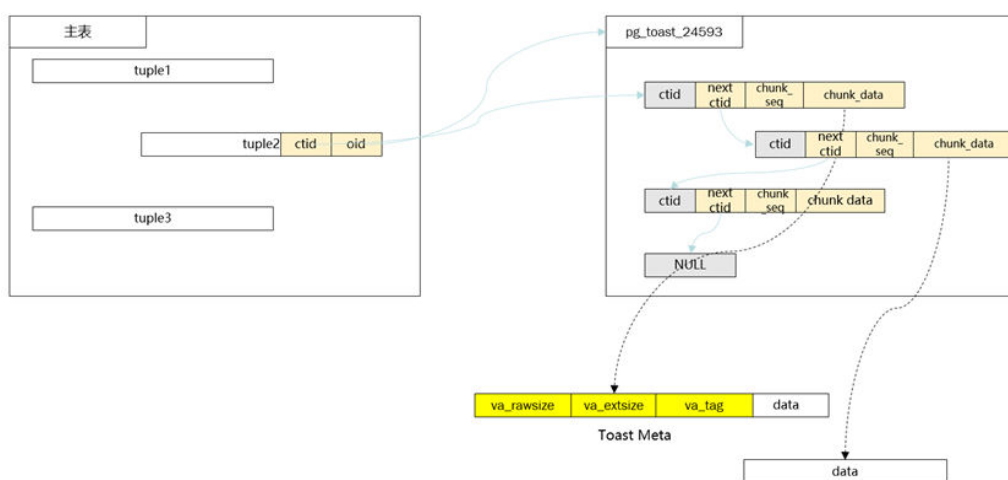 主表
pg_toast_24593
tuple1
ctid
next
ctid
chunk_
seq
chunk_data
tuple2
ctid
oid
ctid
next
ctid
chunk_
seq
chunk_data
tuple3
ctid
next
ctid
chunk
_seq
chunk data
NULL
va_rawsize
va_extsize
va_tag
data
Toast Meta
data